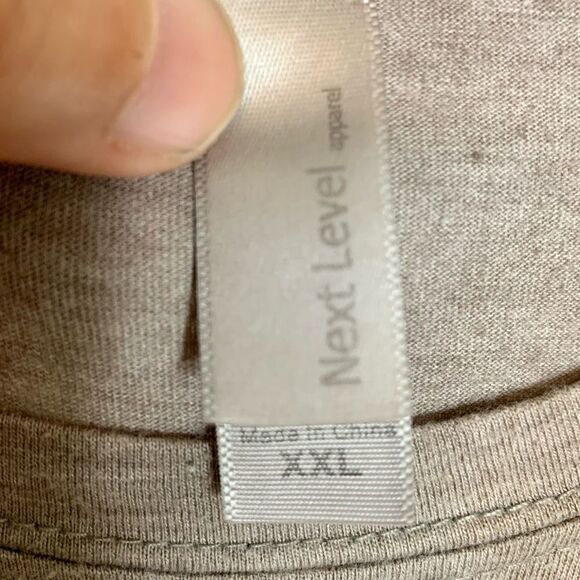 Next Level
apparel
Made in China
XXL